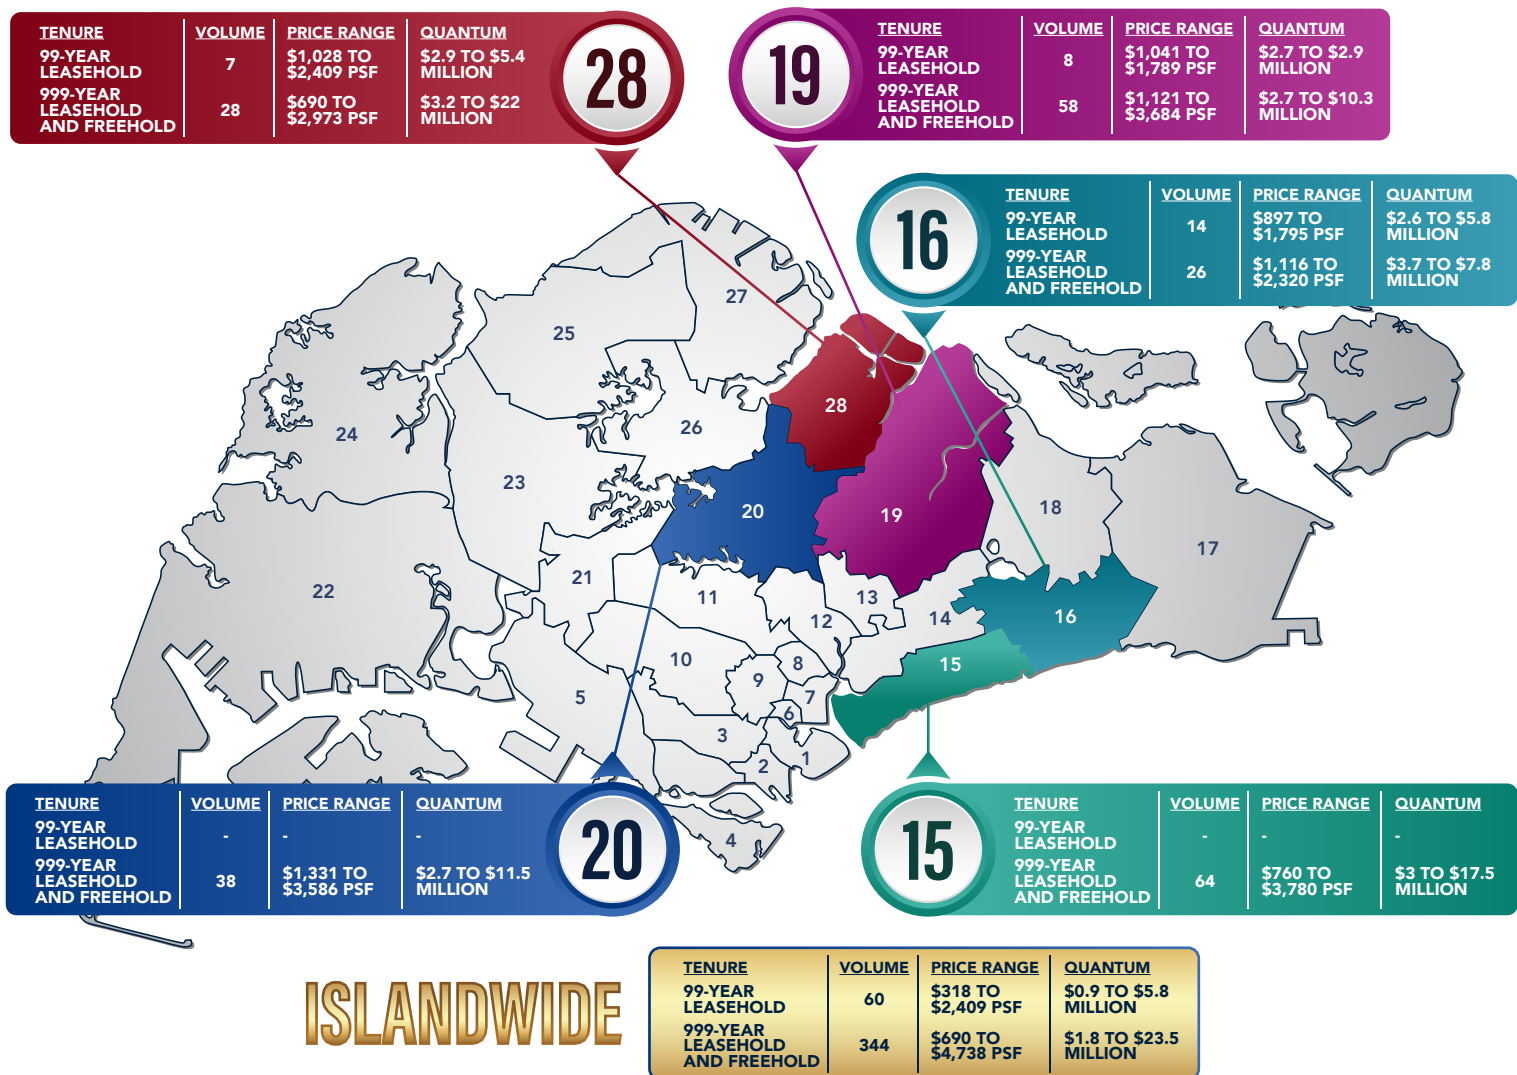 TENURE VOLUME PRICE RANGE QUANTUM
99-YEAR
LEASEHOLD
7
$1,028 TO
$2,409 PSF
$2.9 TO $5.4
MILLION
999-YEAR
LEASEHOLD
AND FREEHOLD
28
$690 TO
$2,973 PSF
$3.2 TO $22
MILLION
28
19
TENURE VOLUME PRICE RANGE QUANTUM
99-YEAR
LEASEHOLD
8
$1,041 TO
$1,789 PSF
$2.7 TO $2.9
MILLION
999-YEAR
LEASEHOLD
AND FREEHOLD
58
$1,121 TO
$3,684 PSF
$2.7 TO $10.3
MILLION
16
TENURE VOLUME PRICE RANGE QUANTUM
99-YEAR
LEASEHOLD
14
$897 TO
$1,795 PSF
$2.6 TO $5.8
MILLION
999-YEAR
LEASEHOLD
AND FREEHOLD
26
$1,116 TO
$2,320 PSF
$3.7 TO $7.8
MILLION
27
25
28
24
26
23
20
19
18
17
21
22
11
13
12
14
16
10
8
15
9
7
5
6
3
1
2
4
TENURE VOLUME PRICE RANGE QUANTUM
99-YEAR
LEASEHOLD
-
-
-
999-YEAR
LEASEHOLD
AND FREEHOLD
38
$1,331 TO
$3,586 PSF
$2.7 TO $11.5
MILLION
20
15
TENURE VOLUME PRICE RANGE QUANTUM
99-YEAR
LEASEHOLD
-
-
-
999-YEAR
LEASEHOLD
AND FREEHOLD
64
$760 TO
$3,780 PSF
$3 TO $17.5
MILLION
ISLANDWIDE
TENURE VOLUME PRICE RANGE QUANTUM
99-YEAR
LEASEHOLD
60
$318 TO
$2,409 PSF
$0.9 TO $5.8
MILLION
999-YEAR
LEASEHOLD
AND FREEHOLD
344
$690 TO
$4,738 PSF
$1.8 TO $23.5
MILLION